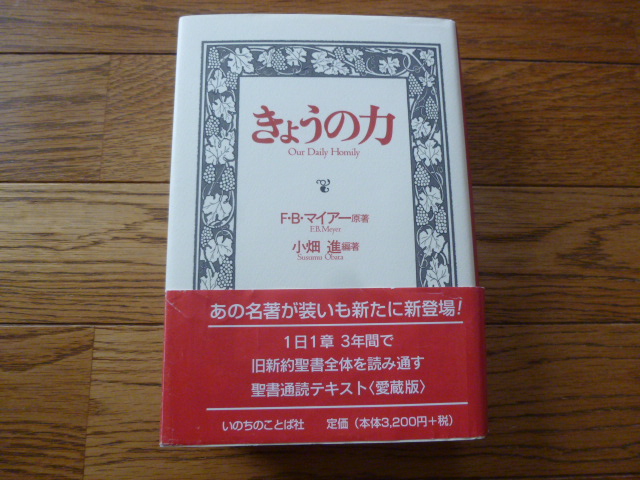 きょうの力
Our Daily Homily
F・B・マイアー原著
F.B.Meyer
小畑 進編著
Susumu Obata
あの名著が装いも新たに新登場!
1日1章 3年間で
旧新約聖書全体を読み通す
聖書通読テキスト〈愛蔵版〉
いのちのことば社 定価(本体3,200円+税)